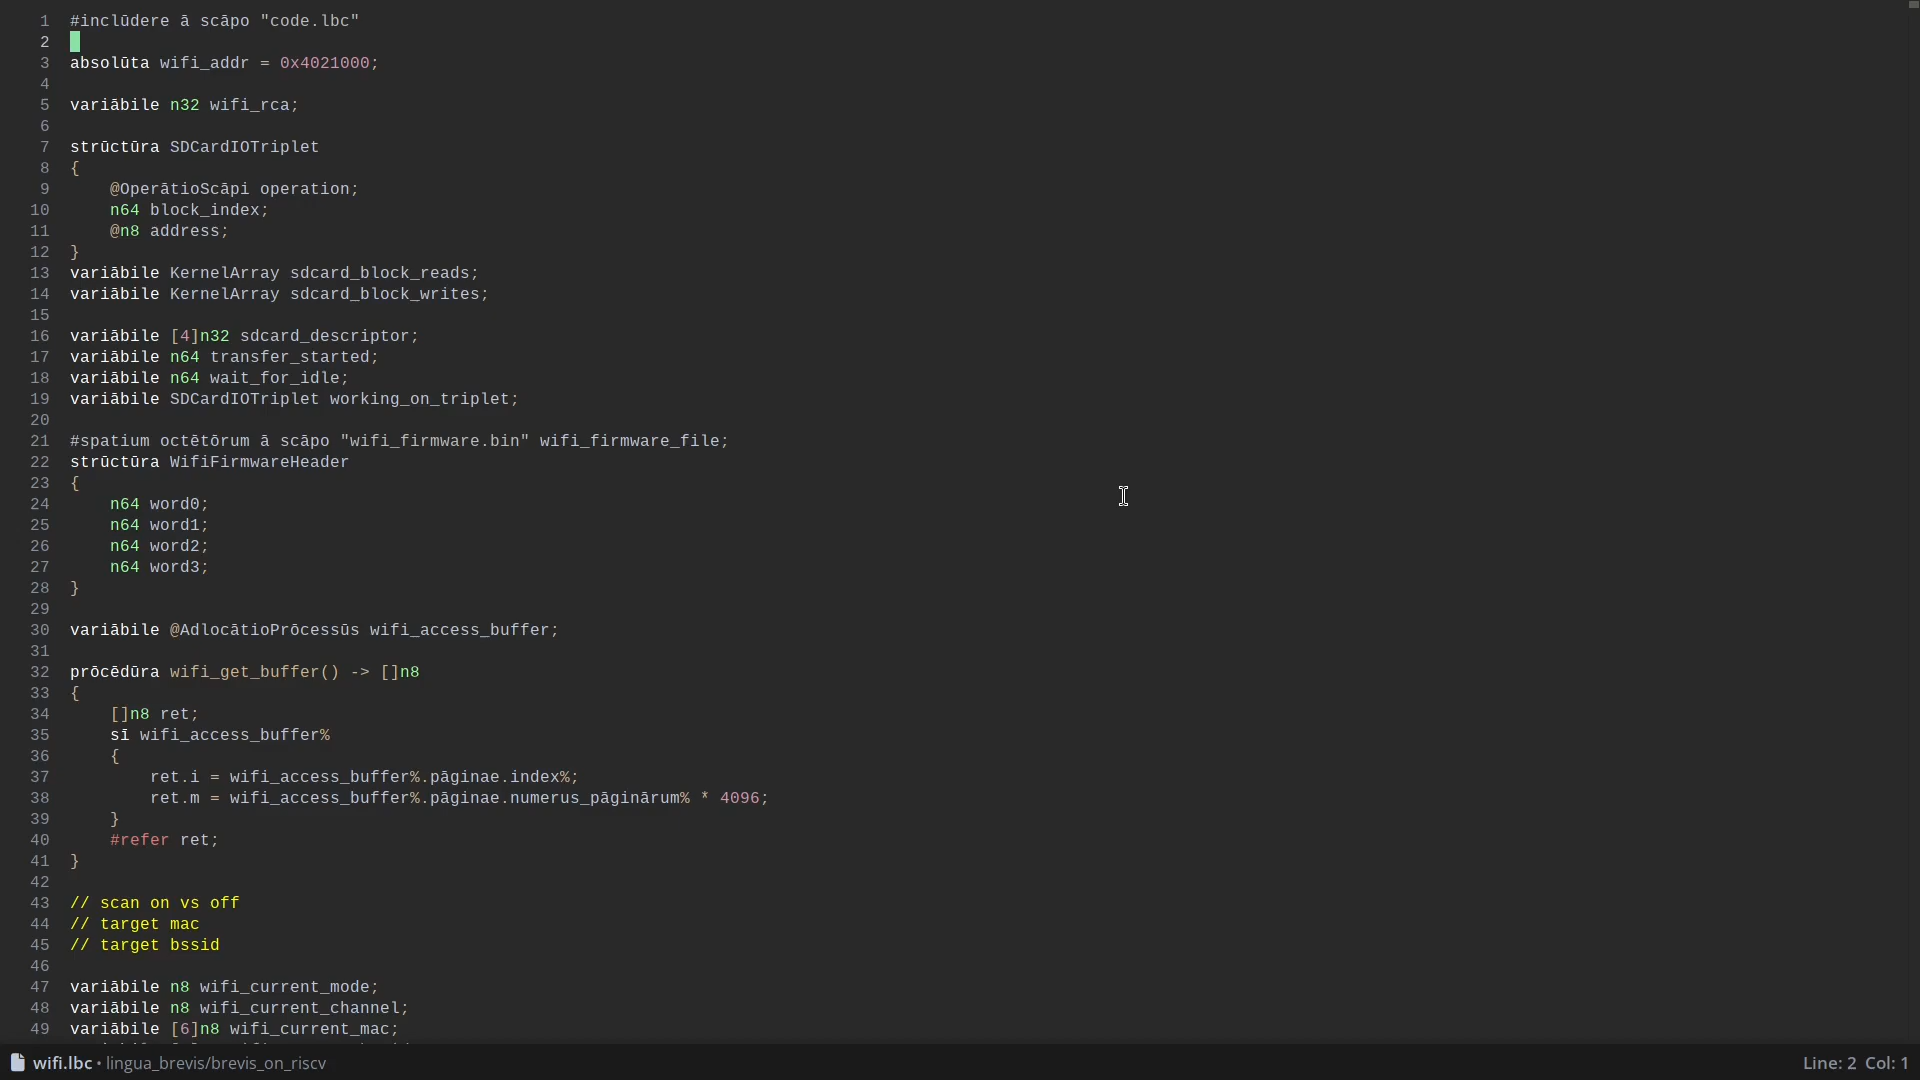 1 #inclūdere ā scāpo "code.lbc"
2
3 absolūta wifi_addr = 0x4021000;
4
5 variābile n32 wifi_rca;
6
7 strūctūra SDCardIOTriplet
8 {
9     @OperātioScāpi operation;
10     n64 block_index;
11     @n8 address;
12 }
13 variābile KernelArray sdcard_block_reads;
14 variābile KernelArray sdcard_block_writes;
15
16 variābile [4]n32 sdcard_descriptor;
17 variābile n64 transfer_started;
18 variābile n64 wait_for_idle;
19 variābile SDCardIOTriplet working_on_triplet;
20
21 #spatium octētōrum ā scāpo "wifi_firmware.bin" wifi_firmware_file;
22 strūctūra WifiFirmwareHeader
23 {
24     n64 word0;
25     n64 word1;
26     n64 word2;
27     n64 word3;
28 }
29
30 variābile @AdlocātioPrōcessūs wifi_access_buffer;
31
32 prōcēdūra wifi_get_buffer() -> []n8
33 {
34     []n8 ret;
35     sī wifi_access_buffer%
36     {
37         ret.i = wifi_access_buffer%.pāginae.index%;
38         ret.m = wifi_access_buffer%.pāginae.numerus_pāginārum% * 4096;
39     }
40     #refer ret;
41 }
42
43 // scan on vs off
44 // target mac
45 // target bssid
46
47 variābile n8 wifi_current_mode;
48 variābile n8 wifi_current_channel;
49 variābile [6]n8 wifi_current_mac;
wifi.lbc • lingua_brevis/brevis_on_riscv
Line: 2 Col: 1